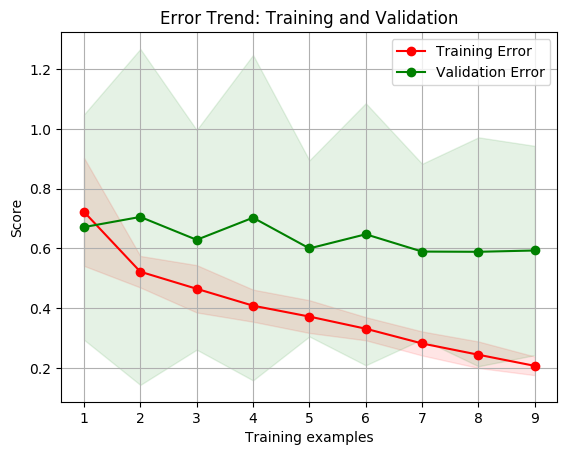 Error Trend: Training and Validation
Training Error
Validation Error
Score
1.2
1.0
0.8
0.6
0.4
0.2
1 2 3 4 5 6 7 8 9
Training examples